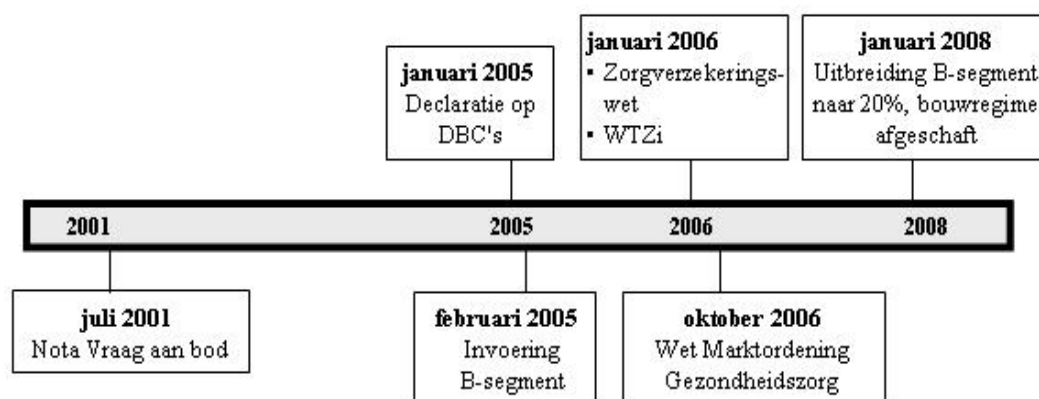 januari 2005
Declaratie op
DBC's
januari 2006
▪ Zorgverzekerings-
wet
▪ WTZi
januari 2008
Uitbreiding B-segment
naar 20%, bouwregime
afgeschaft
2001 2005 2006 2008
juli 2001
Nota Vraag aan bod
februari 2005
Invoering
B-segment
oktober 2006
Wet Marktordening
Gezondheidszorg